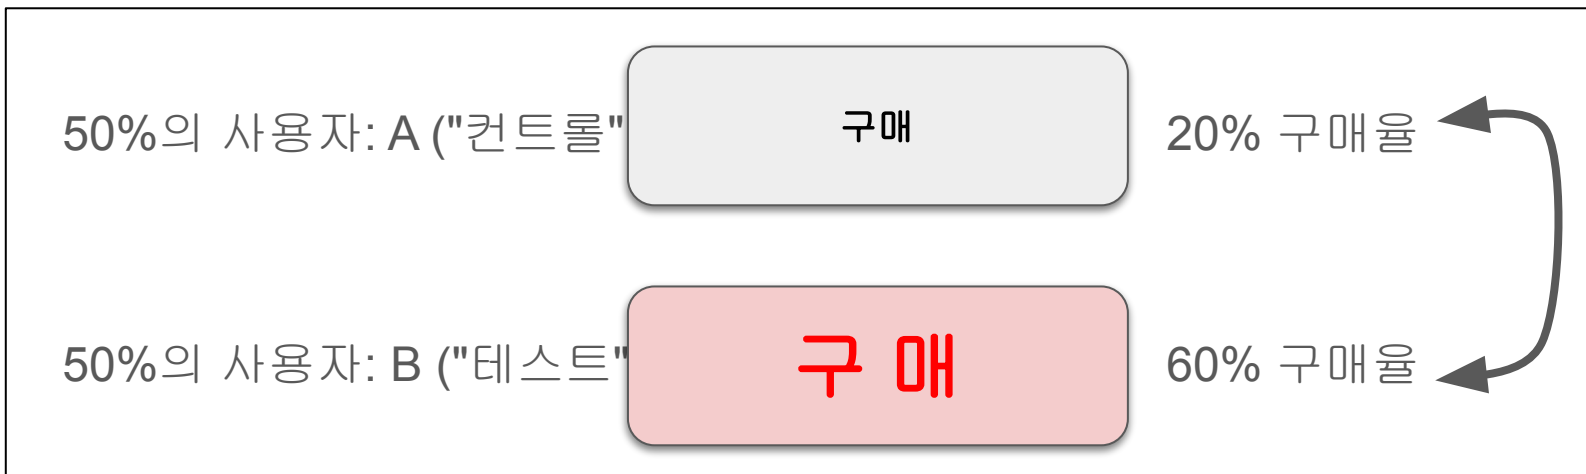 50%의 사용자: A ("컨트롤"
구매
20% 구매율
50%의 사용자: B ("테스트"
구 매
60% 구매율